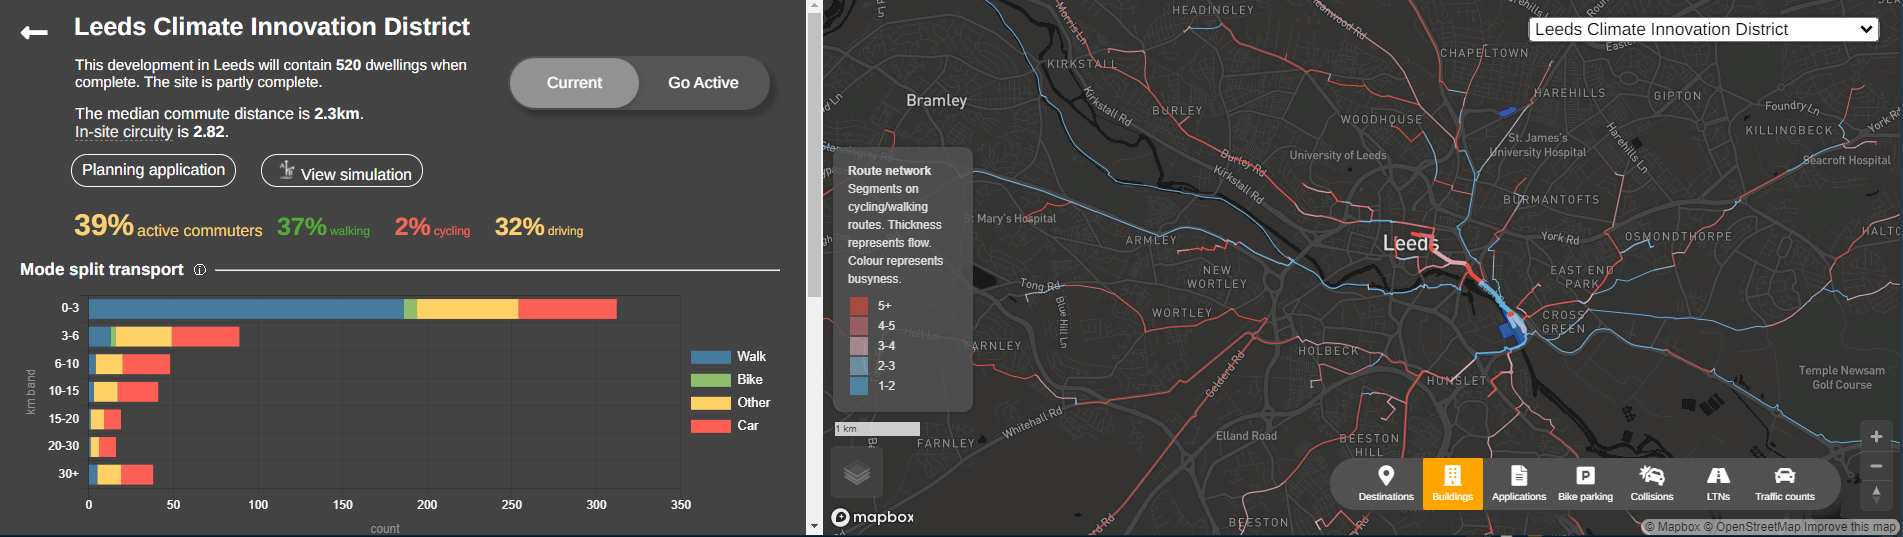 Leeds Climate Innovation District
This development in Leeds will contain 520 dwellings when
complete. The site is partly complete.
The median commute distance is 2.3km.
In-site circuity is 2.82.
Current
Go Active
Planning application
View simulation
39% active commuters
37% walking
2% cycling
32% driving
Mode split transport
0-3
3-6
6-10
10-15
15-20
20-30
30+
km band
0
50
100
150
200
250
300
350
count
Walk
Bike
Other
Car
Leeds Climate Innovation District
HEADINGLEY
Morris Ln
KIRKSTALL
Bramley
Kirkstall Rd
BURLEY
WOODHOUSE
CHAPELTOWN
HAREHILLS
GIPTON
Foundry Ln
KILLINGBECK
York Rd
Harehills Ln
Seacroft Hospital
St. James's
University Hospital
University of Leeds
Burley Rd
Kirkstall Rd
BURMANTOFTS
St Mary's Hospital
ARMLEY
Leeds
York Rd
OSMONDTHORPE
HALTO
NEW
WORTLEY
EAST END
PARK
Tong Rd
Blue Hill Ln
WORTLEY
CROSS
GREEN
FARNLEY
HOLBECK
HUNSLET
Gelderd Rd
Temple Newsam
Golf Course
Whitehall Rd
FARNLEY
Elland Road
BEESTON
HILL
BEESTON
Route network
Segments on
cycling/walking
routes. Thickness
represents flow.
Colour represents
busyness.
5+
4-5
3-4
2-3
1-2
1 km
Destinations
Buildings
Applications
P
Bike parking
Collisions
LTNs
Traffic counts
mapbox
© Mapbox © OpenStreetMap Improve this map